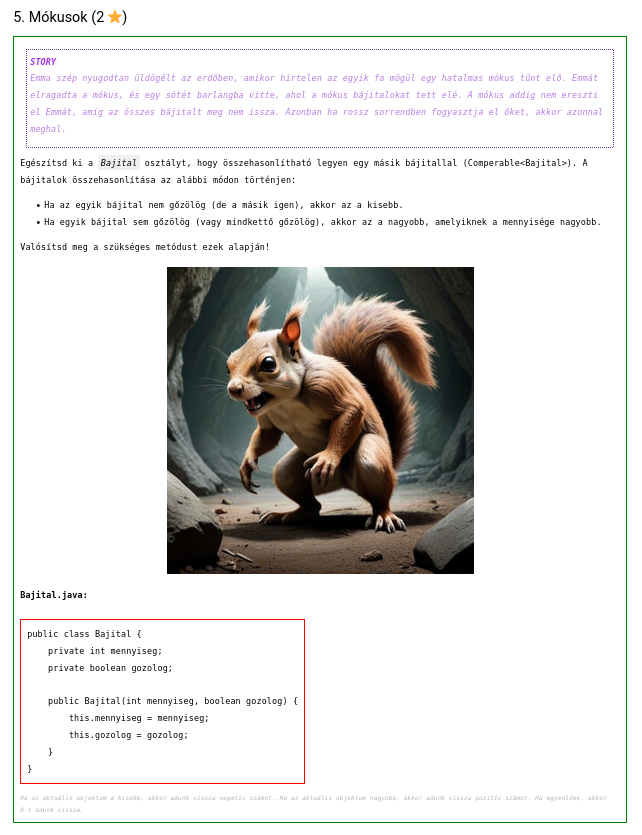 5. Mókusok (2 ⭐)
STORY
Emma szép nyugodtan üldögélt az erdőben, amikor hirtelen az egyik fa mögül egy hatalmas mókus tűnt elő. Emmát
elragadta a mókus, és egy sötét barlangba vitte, ahol a mókus bájitalokat tett elé. A mókus addig nem ereszti
el Emmát, amíg az összes bájitalt meg nem issza. Azonban ha rossz sorrendben fogyasztja el őket, akkor azonnal
meghal.
Egészítsd ki a Bajital osztályt, hogy összehasonlítható legyen egy másik bájitallal (Comperable<Bajital>). A
bájitalok összehasonlítása az alábbi módon történjen:
• Ha az egyik bájital nem gőzölög (de a másik igen), akkor az a kisebb.
• Ha egyik bájital sem gőzölög (vagy mindkettő gőzölög), akkor az a nagyobb, amelyiknek a mennyisége nagyobb.
Valósítsd meg a szükséges metódust ezek alapján!
Bajital.java:
public class Bajital {
    private int mennyiseg;
    private boolean gozolog;
    public Bajital(int mennyiseg, boolean gozolog) {
        this.mennyiseg = mennyiseg;
        this.gozolog = gozolog;
    }
}
Ha az aktuális objektum a kisebb, akkor adunk vissza negatív számot. Ha az aktuális objektum nagyobb, akkor adunk vissza pozitív számot. Ha egyenlőek, akkor
0-t adunk vissza.